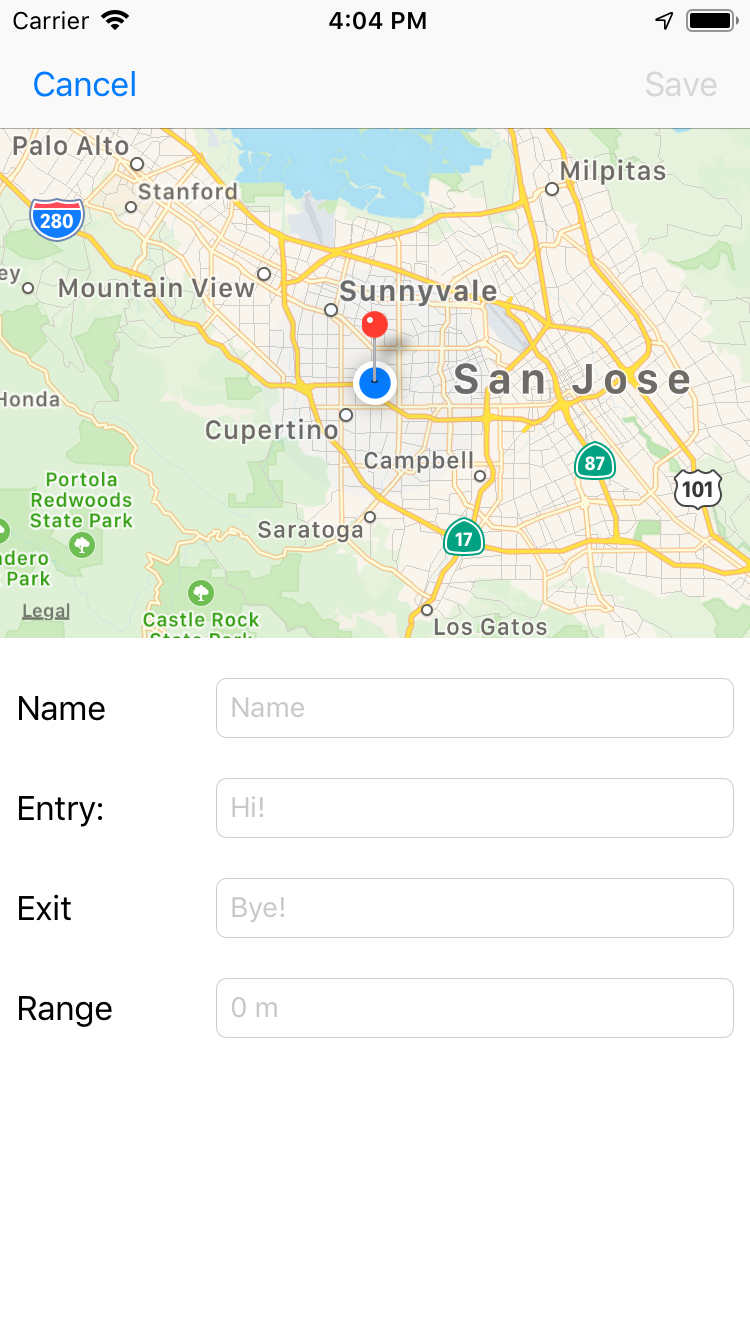 Carrier 4:04 PM
Cancel Save
Palo Alto
Milpitas
Stanford
280
ey
Mountain View
Sunnyvale
San Jose
Honda
Cupertino
Campbell
87
Portola
Redwoods
State Park
101
Saratoga
17
dero
Park
Legal
Castle Rock
State Park
Los Gatos
Name Name
Entry: Hi!
Exit Bye!
Range 0 m